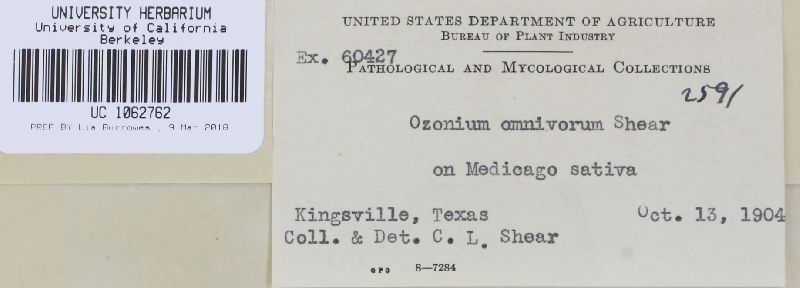 UNIVERSITY HERBARIUM
University of California
Berkeley
UC 1062762
PREP BY Lia Burrowes , 9 Mar 2018
UNITED STATES DEPARTMENT OF AGRICULTURE
BUREAU OF PLANT INDUSTRY
Ex. 60427
PATHOLOGICAL AND MYCOLOGICAL COLLECTIONS
2591
Ozonium omnivorum Shear
on Medicago sativa
Kingsville, Texas Oct. 13, 1904
Coll. & Det. C. L. Shear
GPO 8—7284